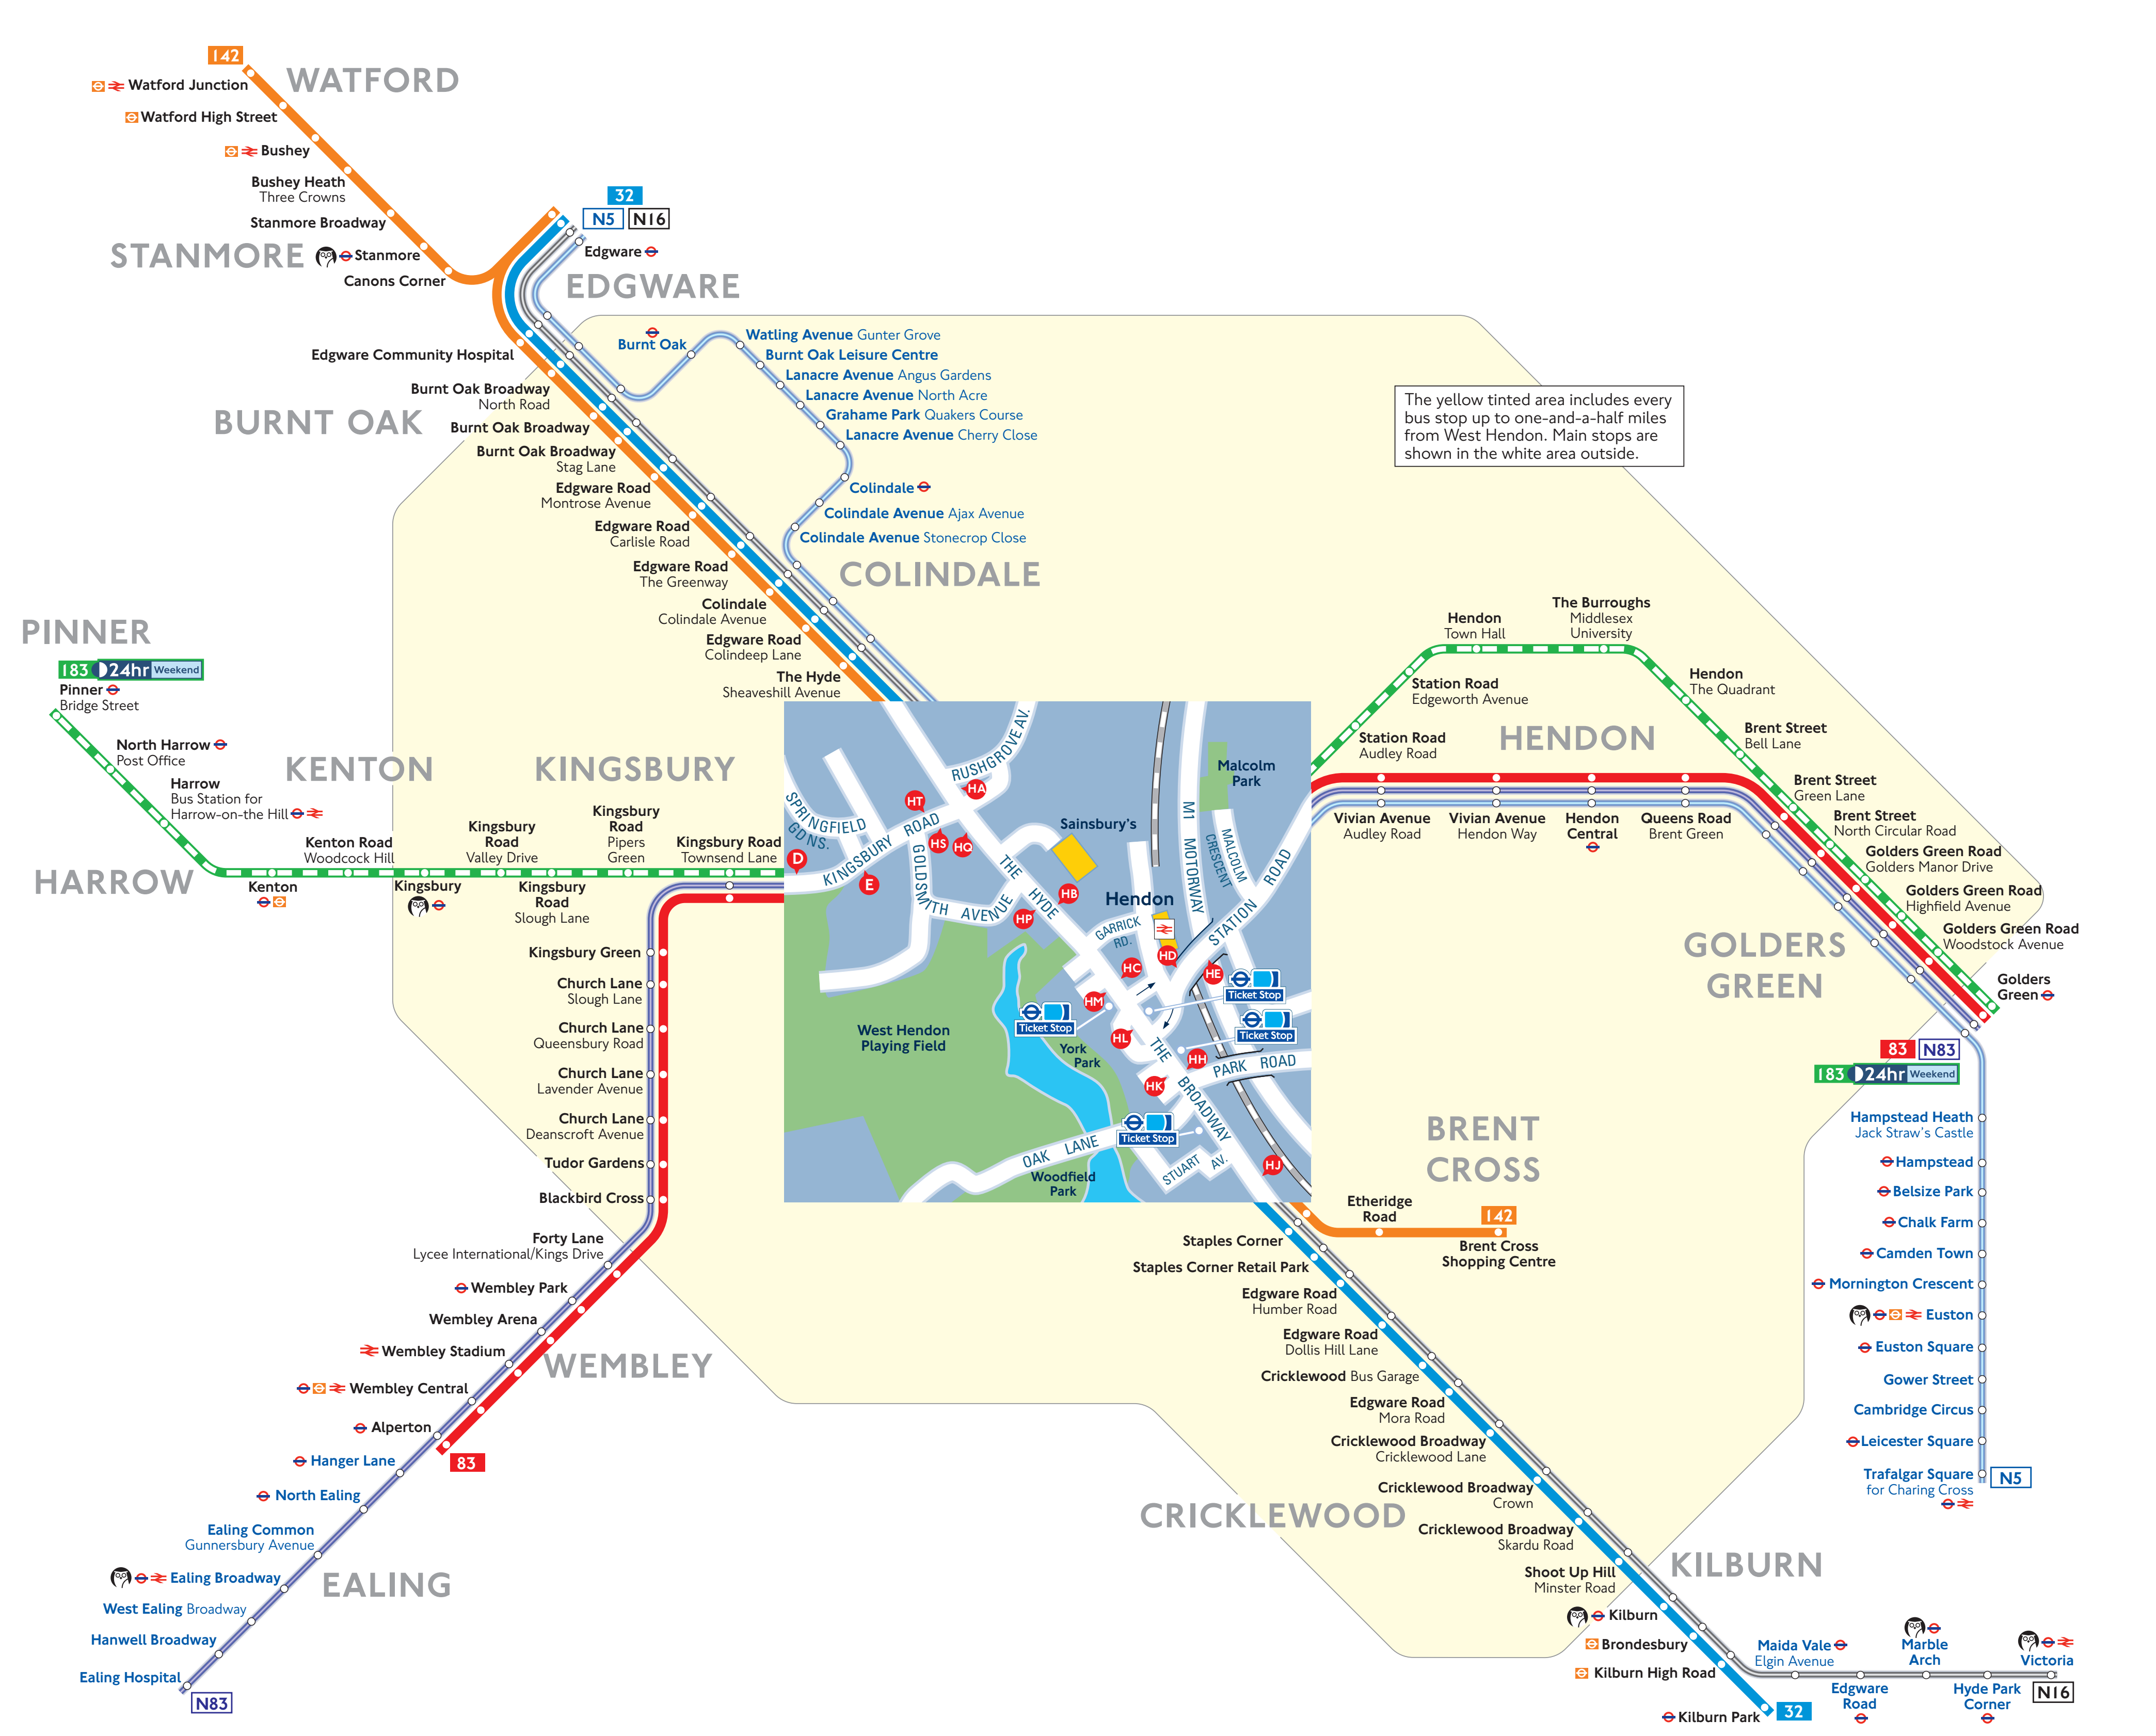 142
WATFORD
Watford Junction
Watford High Street
Bushey
Bushey Heath
Three Crowns
Stanmore Broadway
STANMORE
Stanmore
Canons Corner
32
N5
N16
Edgware
EDGWARE
Edgware Community Hospital
Burnt Oak Broadway
North Road
BURNT OAK
Burnt Oak Broadway
Burnt Oak Broadway
Stag Lane
Edgware Road
Montrose Avenue
Edgware Road
Carlisle Road
Edgware Road
The Greenway
Colindale
Colindale Avenue
Edgware Road
Colindeep Lane
The Hyde
Sheaveshill Avenue
Burnt Oak
Watling Avenue Gunter Grove
Burnt Oak Leisure Centre
Lanacre Avenue Angus Gardens
Lanacre Avenue North Acre
Grahame Park Quakers Course
Lanacre Avenue Cherry Close
Colindale
Colindale Avenue Ajax Avenue
Colindale Avenue Stonecrop Close
COLINDALE
The yellow tinted area includes every
bus stop up to one-and-a-half miles
from West Hendon. Main stops are
shown in the white area outside.
PINNER
183 24hr Weekend
Pinner
Bridge Street
North Harrow
Post Office
Harrow
Bus Station for
Harrow-on-the Hill
HARROW
KENTON
Kenton Road
Woodcock Hill
Kenton
Kingsbury
KINGSBURY
Kingsbury
Road
Valley Drive
Kingsbury
Road
Slough Lane
Kingsbury
Road
Pipers
Green
Kingsbury Road
Townsend Lane
Kingsbury Green
Church Lane
Slough Lane
Church Lane
Queensbury Road
Church Lane
Lavender Avenue
Church Lane
Deanscroft Avenue
Tudor Gardens
Blackbird Cross
Forty Lane
Lycee International/Kings Drive
Wembley Park
Wembley Arena
Wembley Stadium
WEMBLEY
Wembley Central
Alperton
83
Hanger Lane
North Ealing
Ealing Common
Gunnersbury Avenue
Ealing Broadway
EALING
West Ealing Broadway
Hanwell Broadway
Ealing Hospital
N83
SPRINGFIELD
GDNS.
KINGSBURY ROAD
RUSHGROVE AV.
GOLDSMITH AVENUE
THE HYDE
Sainsbury's
Malcolm
Park
M1 MOTORWAY
MALCOLM
CRESCENT
STATION ROAD
Hendon
GARRICK
RD.
D
E
HT
HA
HS
HQ
HB
HP
HC
HD
HE
HM
HL
HH
HK
HJ
Ticket Stop
Ticket Stop
Ticket Stop
Ticket Stop
West Hendon
Playing Field
York
Park
THE BROADWAY
PARK ROAD
OAK LANE
Woodfield
Park
STUART AV.
Hendon
Town Hall
The Burroughs
Middlesex
University
Station Road
Edgeworth Avenue
Station Road
Audley Road
HENDON
Hendon
The Quadrant
Brent Street
Bell Lane
Brent Street
Green Lane
Brent Street
North Circular Road
Golders Green Road
Golders Manor Drive
Golders Green Road
Highfield Avenue
Golders Green Road
Woodstock Avenue
Golders
Green
Vivian Avenue
Audley Road
Vivian Avenue
Hendon Way
Hendon
Central
Queens Road
Brent Green
GOLDERS
GREEN
83
N83
183 24hr Weekend
Hampstead Heath
Jack Straw's Castle
Hampstead
Belsize Park
Chalk Farm
Camden Town
Mornington Crescent
Euston
Euston Square
Gower Street
Cambridge Circus
Leicester Square
Trafalgar Square
for Charing Cross
N5
BRENT
CROSS
Etheridge
Road
142
Brent Cross
Shopping Centre
Staples Corner
Staples Corner Retail Park
Edgware Road
Humber Road
Edgware Road
Dollis Hill Lane
Cricklewood Bus Garage
Edgware Road
Mora Road
Cricklewood Broadway
Cricklewood Lane
Cricklewood Broadway
Crown
CRICKLEWOOD
Cricklewood Broadway
Skardu Road
Shoot Up Hill
Minster Road
KILBURN
Kilburn
Brondesbury
Kilburn High Road
Kilburn Park
32
Maida Vale
Elgin Avenue
Edgware
Road
Marble
Arch
Hyde Park
Corner
Victoria
N16